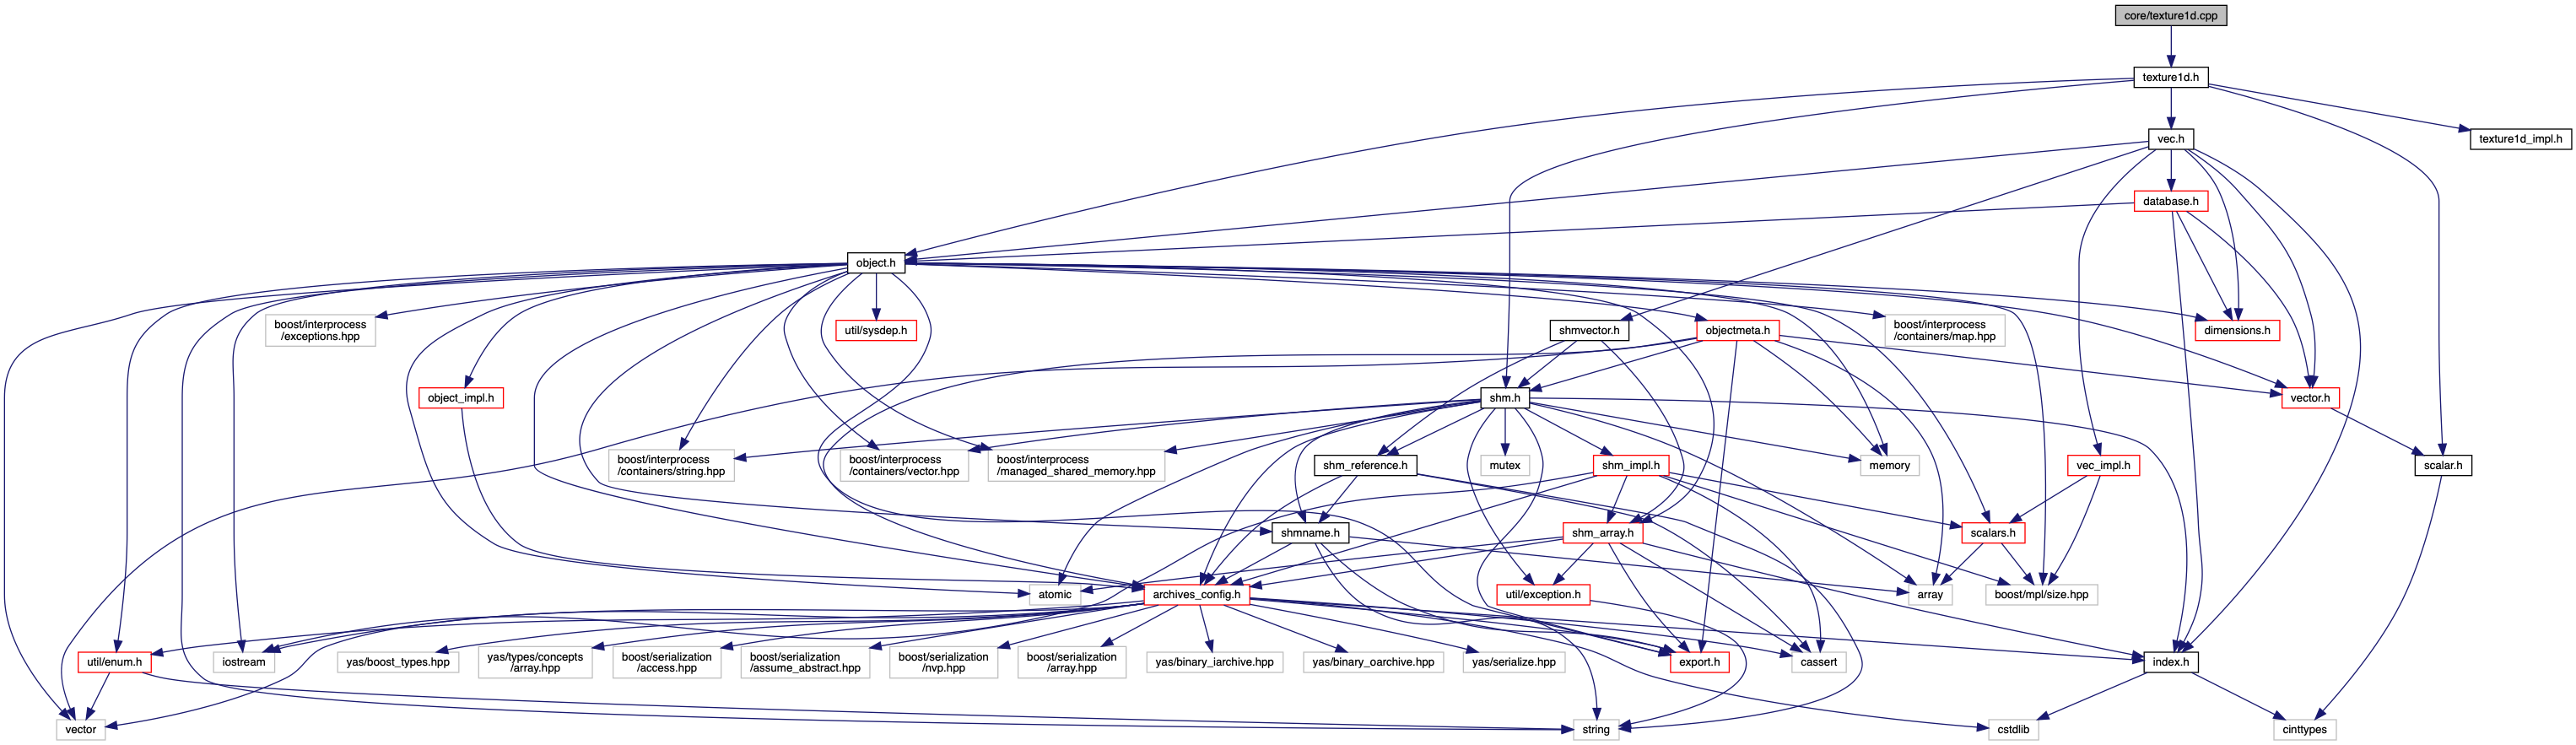 core/texture1d.cpp
texture1d.h
vec.h
texture1d_impl.h
database.h
object.h
boost/interprocess
/exceptions.hpp
util/sysdep.h
shmvector.h
objectmeta.h
boost/interprocess
/containers/map.hpp
dimensions.h
object_impl.h
shm.h
vector.h
boost/interprocess
/containers/string.hpp
boost/interprocess
/containers/vector.hpp
boost/interprocess
/managed_shared_memory.hpp
mutex
shm_reference.h
shm_impl.h
memory
vec_impl.h
scalar.h
shmname.h
shm_array.h
scalars.h
atomic
archives_config.h
util/exception.h
array
boost/mpl/size.hpp
util/enum.h
iostream
yas/boost_types.hpp
yas/types/concepts
/array.hpp
boost/serialization
/access.hpp
boost/serialization
/assume_abstract.hpp
boost/serialization
/nvp.hpp
boost/serialization
/array.hpp
yas/binary_iarchive.hpp
yas/binary_oarchive.hpp
yas/serialize.hpp
export.h
cassert
index.h
vector
string
cstdlib
cinttypes